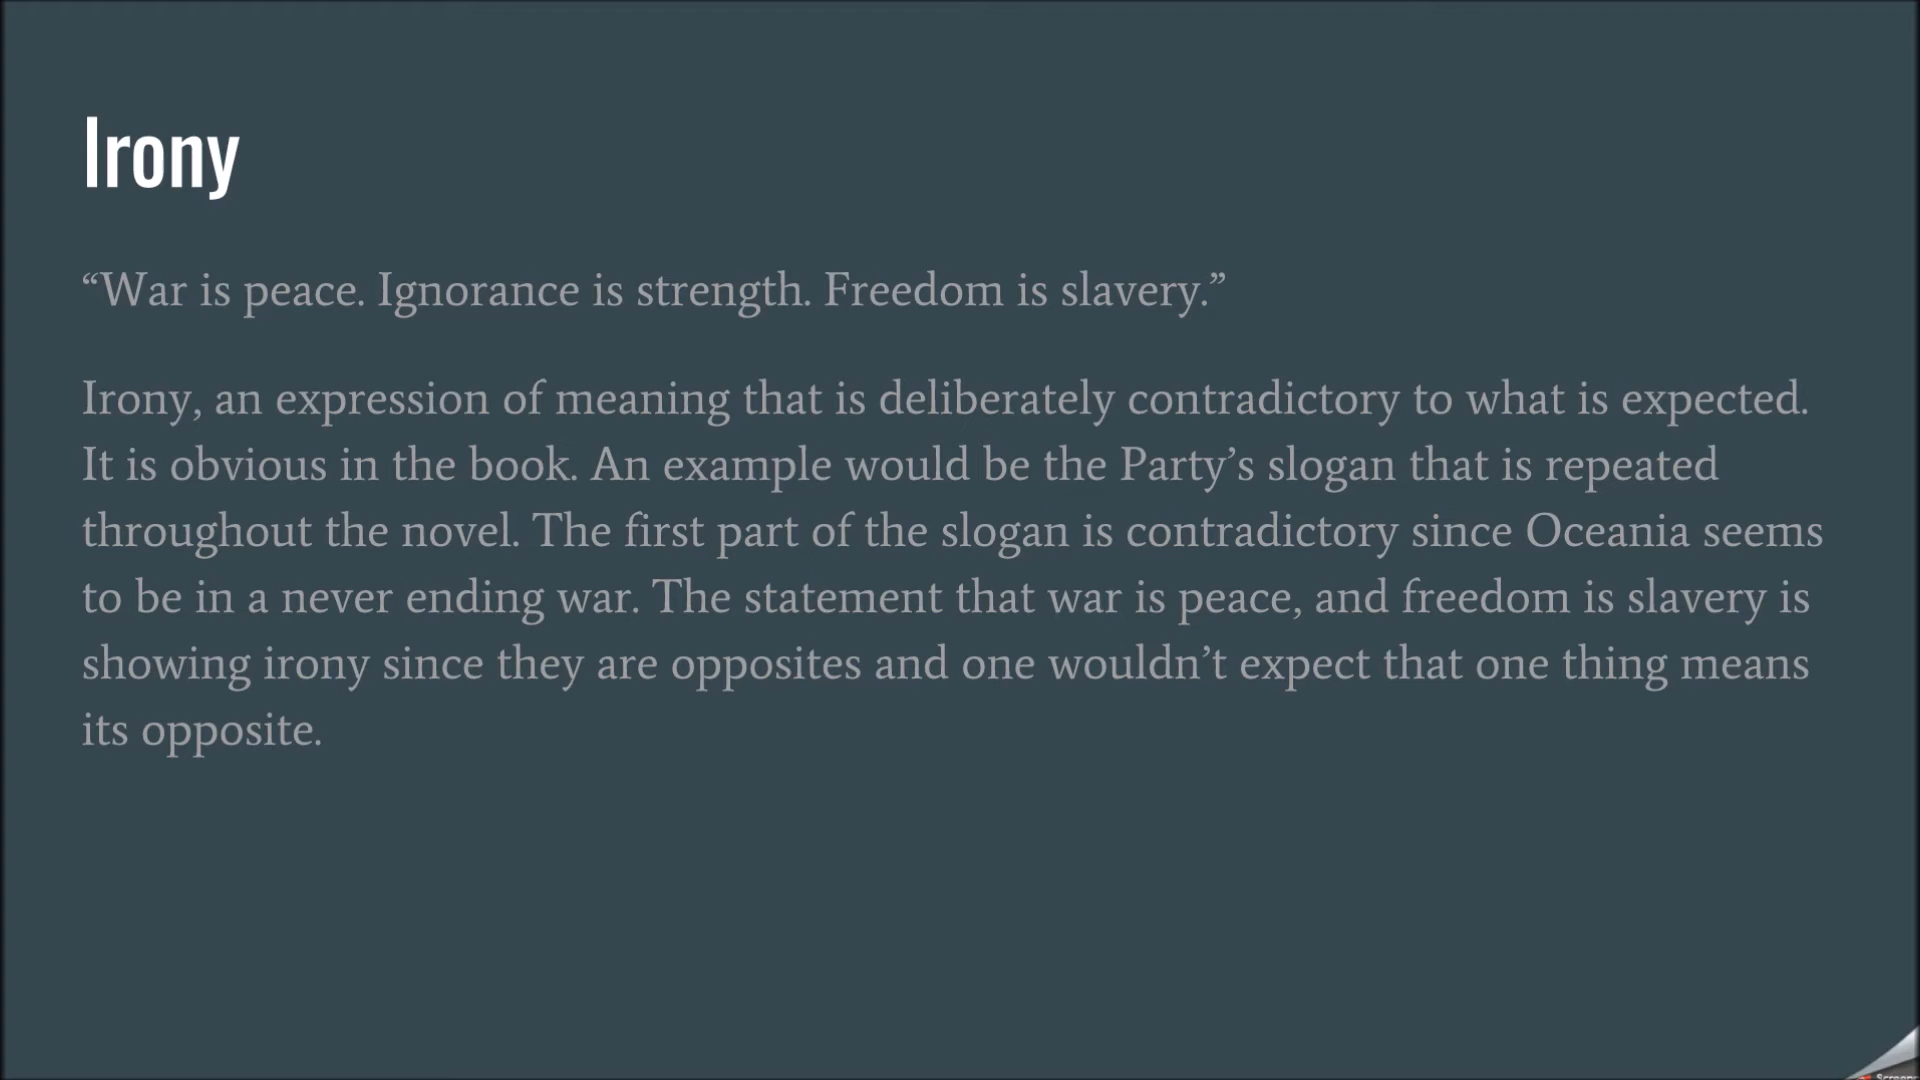 Irony
“War is peace. Ignorance is strength. Freedom is slavery.”
Irony, an expression of meaning that is deliberately contradictory to what is expected.
It is obvious in the book. An example would be the Party’s slogan that is repeated
throughout the novel. The first part of the slogan is contradictory since Oceania seems
to be in a never ending war. The statement that war is peace, and freedom is slavery is
showing irony since they are opposites and one wouldn’t expect that one thing means
its opposite.